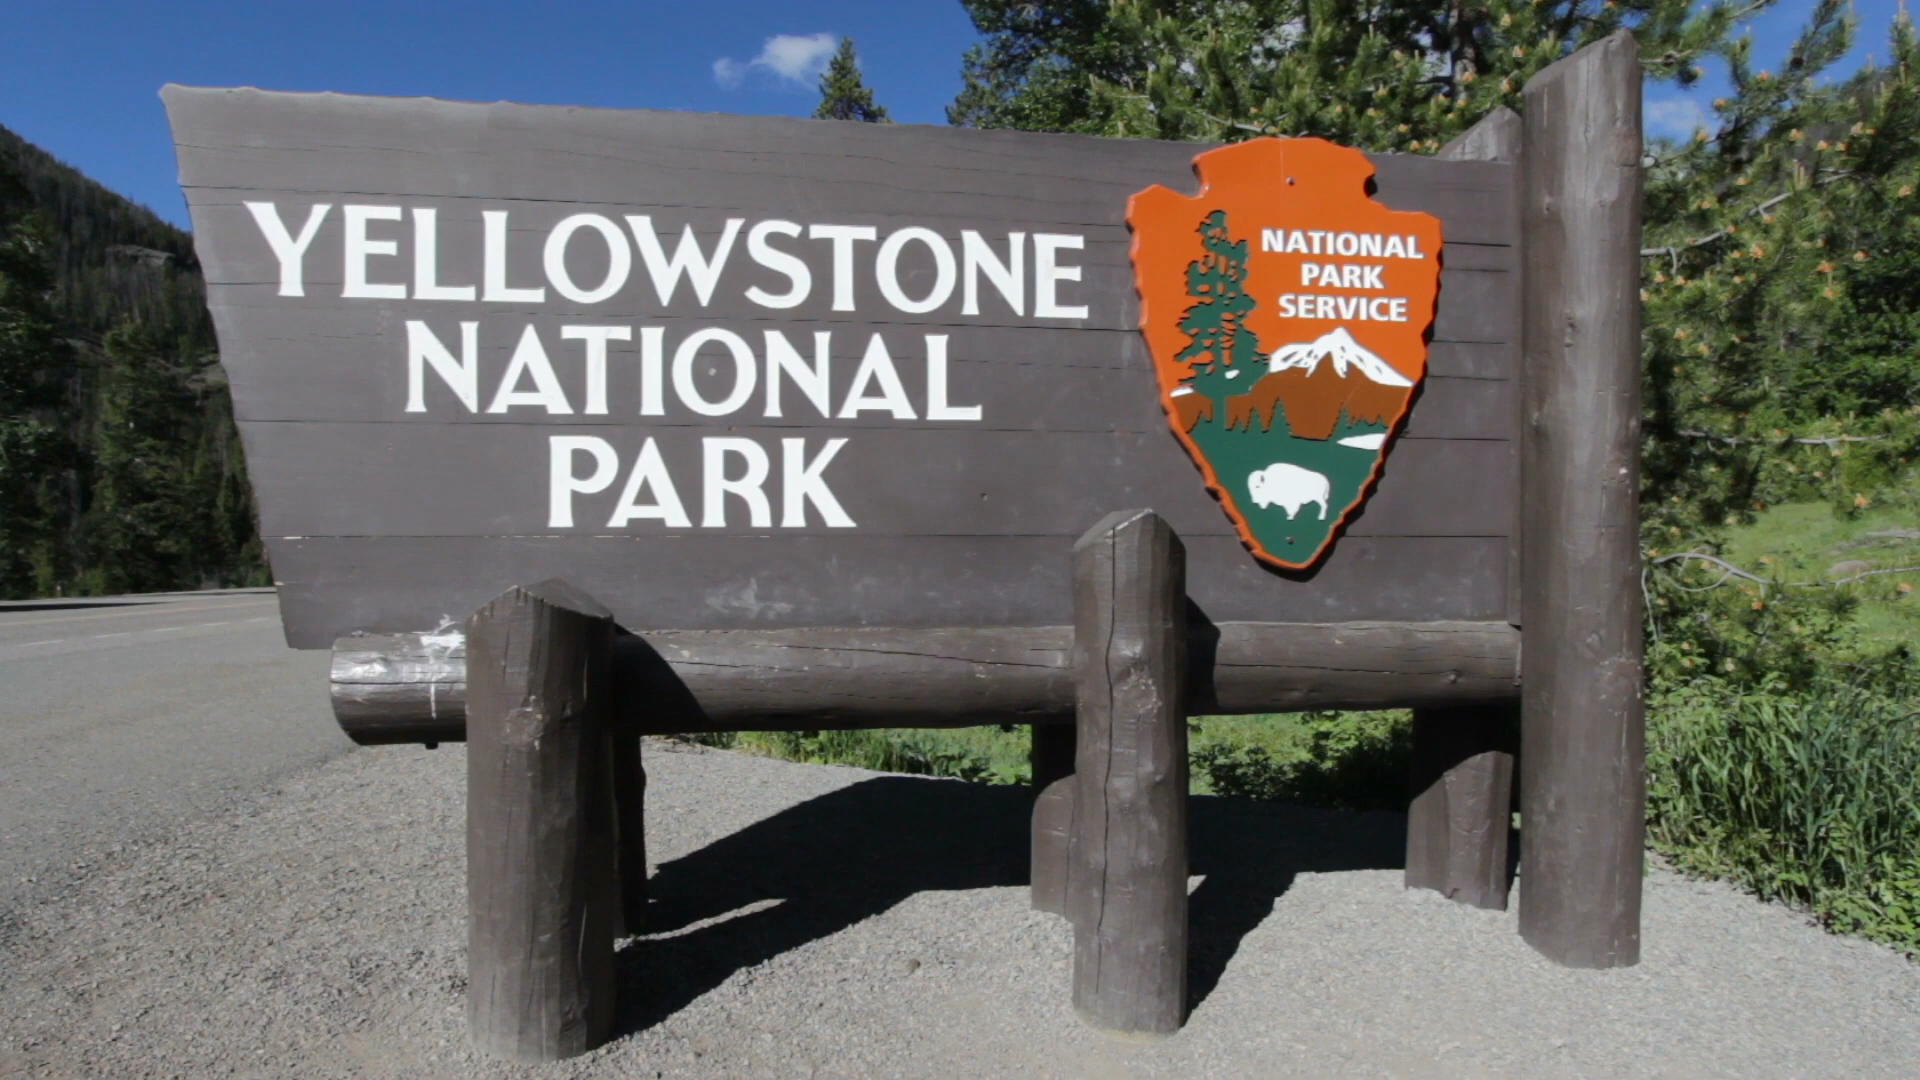 YELLOWSTONE
NATIONAL
PARK
NATIONAL
PARK
SERVICE